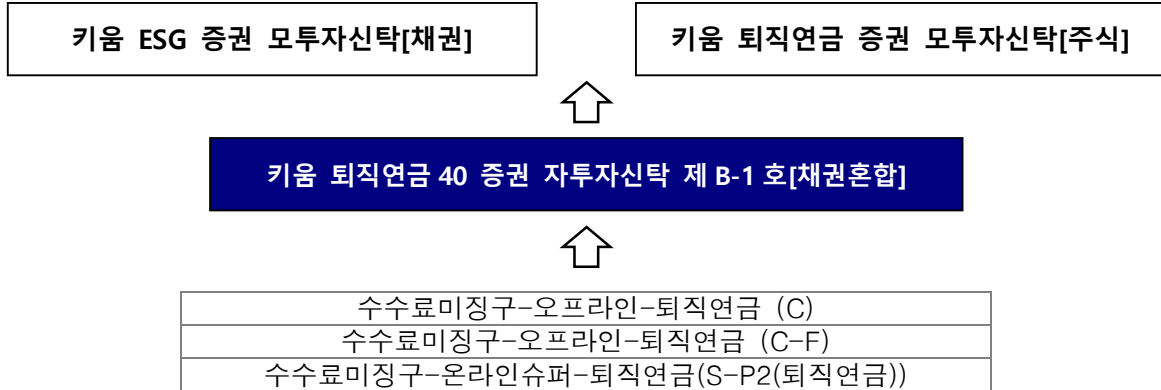 키움 ESG 증권 모투자신탁[채권]
키움 퇴직연금 증권 모투자신탁[주식]
키움 퇴직연금 40 증권 자투자신탁 제 B-1 호[채권혼합]
수수료미징구-오프라인-퇴직연금 (C)
수수료미징구-오프라인-퇴직연금 (C-F)
수수료미징구-온라인슈퍼-퇴직연금(S-P2(퇴직연금))